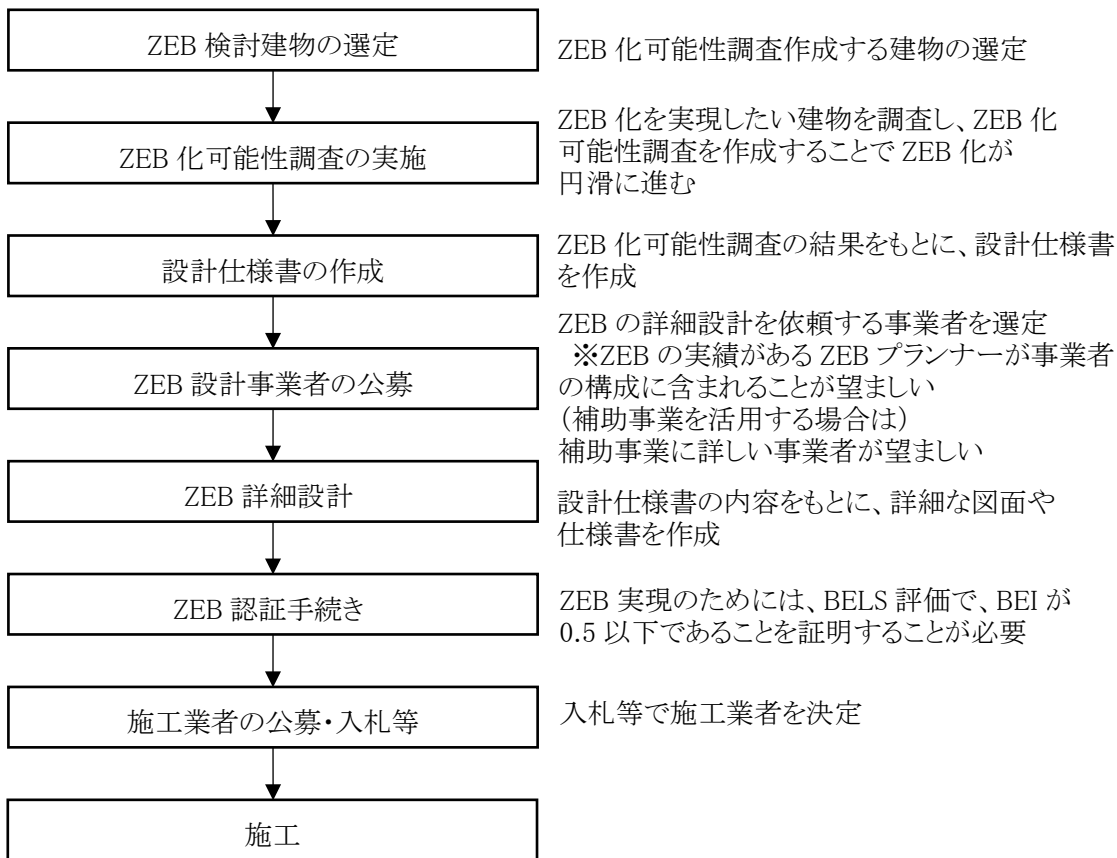 ZEB 検討建物の選定
ZEB 化可能性調査作成する建物の選定
ZEB 化可能性調査の実施
ZEB 化を実現したい建物を調査し、ZEB 化
可能性調査を作成することで ZEB 化が
円滑に進む
設計仕様書の作成
ZEB 化可能性調査の結果をもとに、設計仕様書
を作成
ZEB 設計事業者の公募
ZEB の詳細設計を依頼する事業者を選定
※ZEB の実績がある ZEB プランナーが事業者
の構成に含まれることが望ましい
(補助事業を活用する場合は)
補助事業に詳しい事業者が望ましい
ZEB 詳細設計
設計仕様書の内容をもとに、詳細な図面や
仕様書を作成
ZEB 認証手続き
ZEB 実現のためには、BELS 評価で、BEI が
0.5 以下であることを証明することが必要
施工業者の公募・入札等
入札等で施工業者を決定
施工